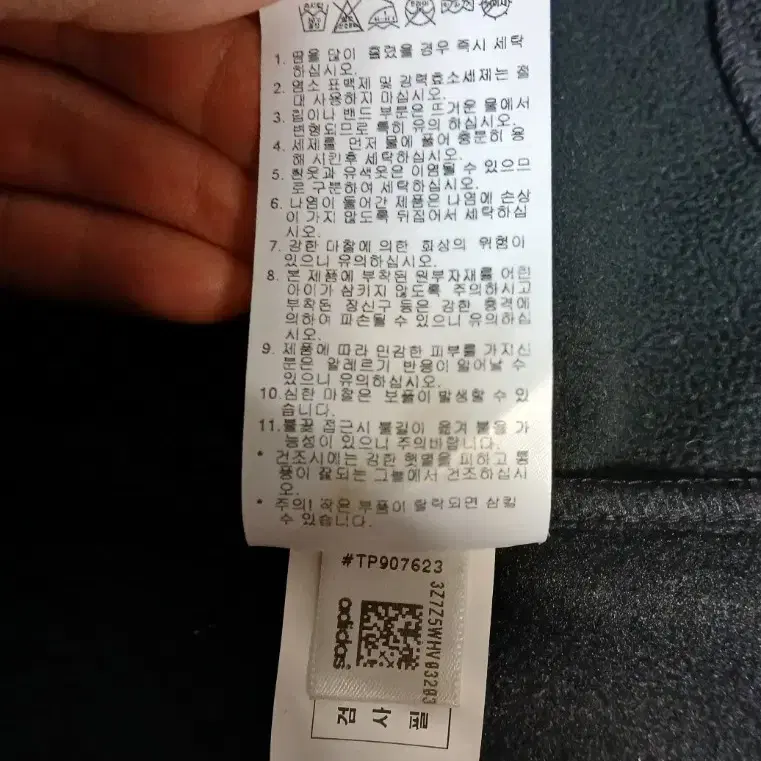 1. 땀을 많이 흘렸을 경우 즉시 세탁
하십시오.
2. 염소 표백제 및 강력효소세제는 절
대 사용하지 마십시오.
3. 립이나 밴드 부분은 뜨거운 물에서
변형되므로 특히 유의 하십시오.
4. 세제를 먼저 물에 풀어 충분히 용
해 시킨후 세탁하십시오.
5. 흰옷과 유색옷은 이염될 수 있으므
로 구분하여 세탁하십시오.
6. 나염이 들어간 제품은 나염에 손상
이 가지 않도록 뒤집어서 세탁하십
시오.
7. 강한 마찰에 의한 화상의 위험이
있으니 유의하십시오.
8. 본 제품에 부착된 원부자재를 어린
아이가 삼키지 않도록 주의하시고
부착된 장신구 등은 강한 충격에
의하여 파손될 수 있으니 유의하십
시오.
9. 제품에 따라 민감한 피부를 가지신
분은 알레르기 반응이 일어날 수
있으니 유의하십시오.
10. 심한 마찰은 보풀이 발생할 수 있
습니다.
11. 불꽃 접근시 불길이 옮겨 붙을 가
능성이 있으니 주의바랍니다.
* 건조시에는 강한 햇볕을 피하고 통
풍이 잘되는 그늘에서 건조하십시
오.
* 주의! 작은 부품이 탈락되면 삼킬
수 있습니다.
#TP907623
3Z7Z5WHV03203
adidas
검사필